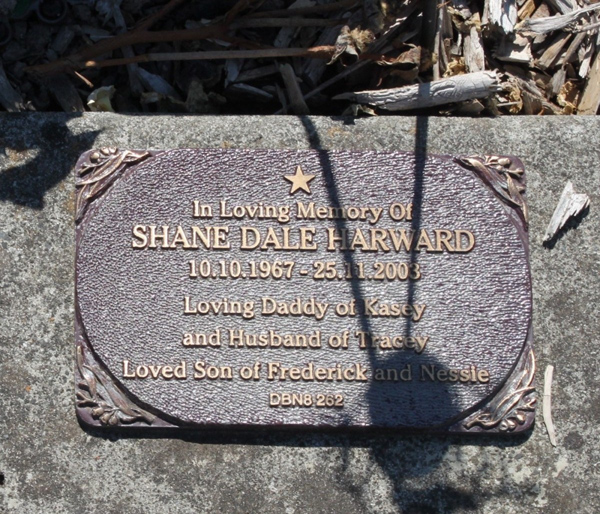 In Loving Memory Of
SHANE DALE HARWARD
10.10.1967 - 25.11.2003
Loving Daddy of Kasey
and Husband of Tracey
Loved Son of Frederick and Nessie
DBN8 262